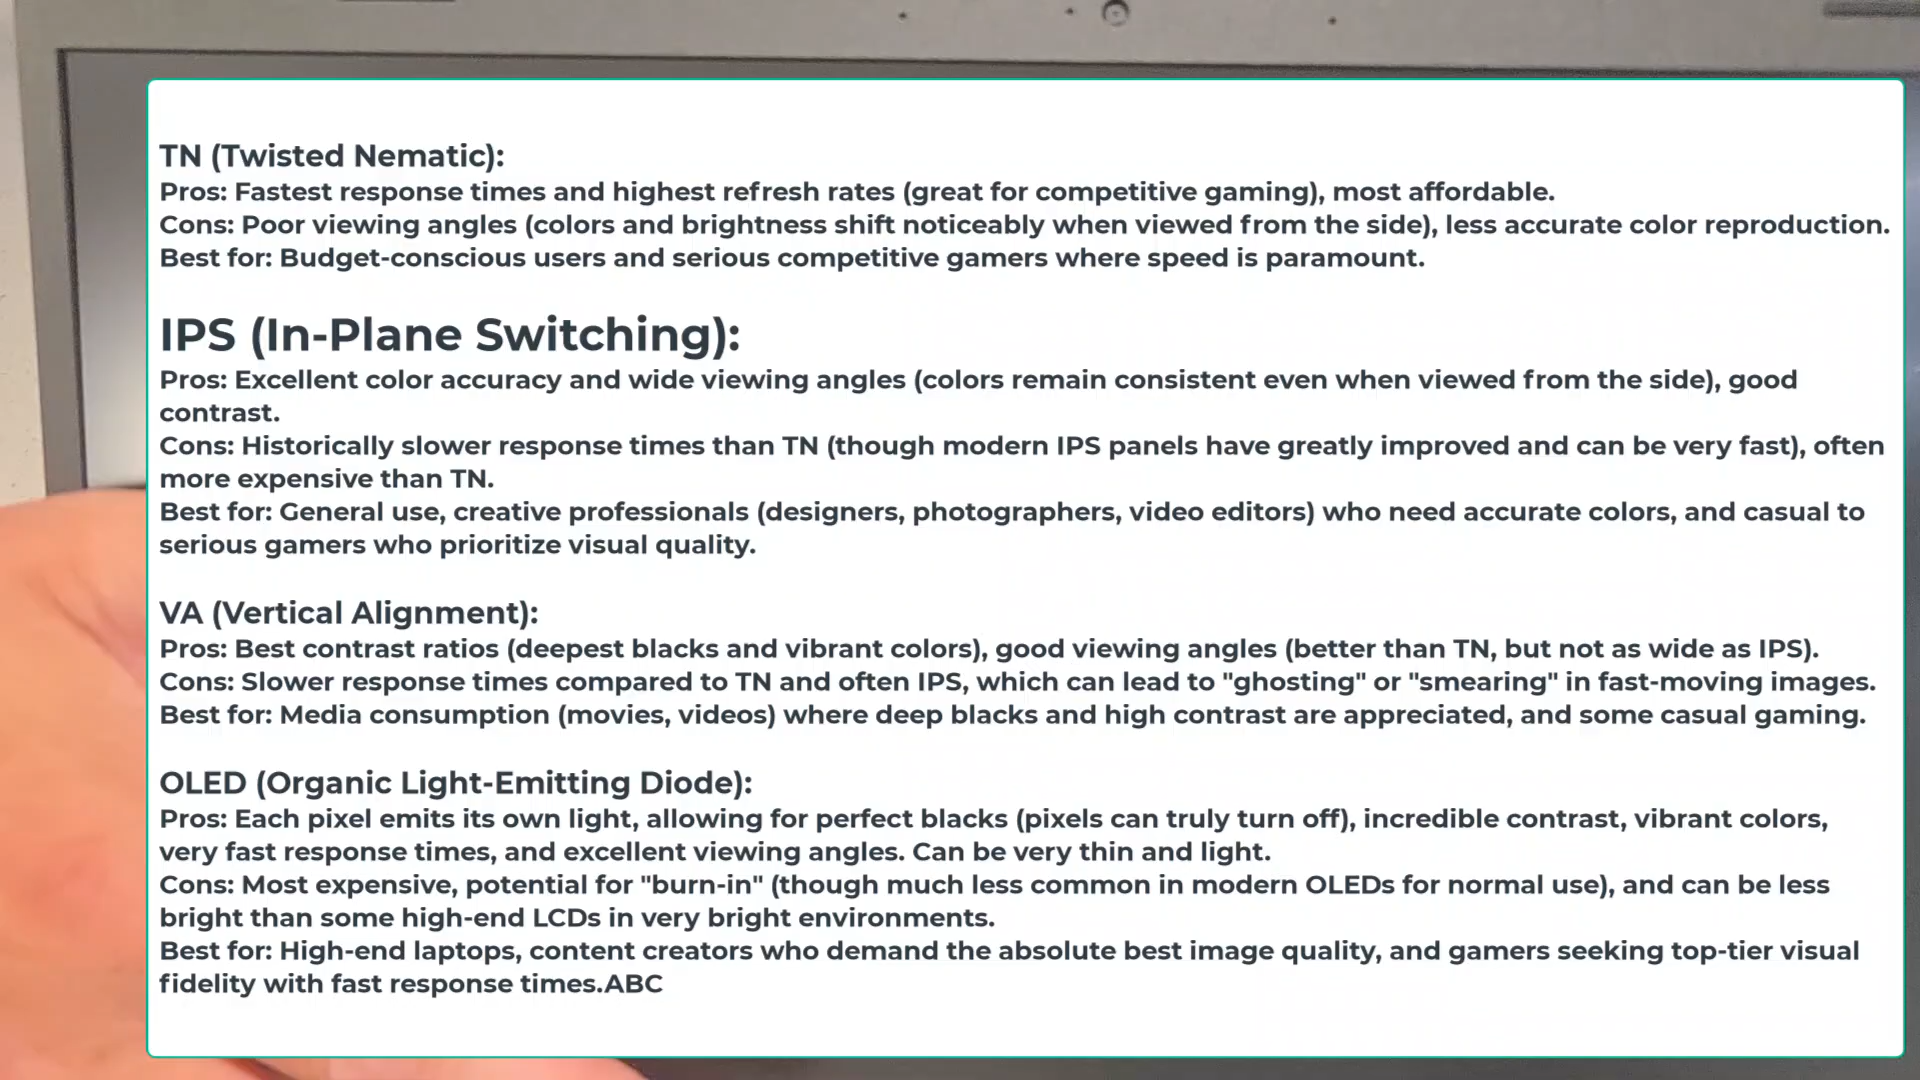 TN (Twisted Nematic):
Pros: Fastest response times and highest refresh rates (great for competitive gaming), most affordable.
Cons: Poor viewing angles (colors and brightness shift noticeably when viewed from the side), less accurate color reproduction.
Best for: Budget-conscious users and serious competitive gamers where speed is paramount.
IPS (In-Plane Switching):
Pros: Excellent color accuracy and wide viewing angles (colors remain consistent even when viewed from the side), good
contrast.
Cons: Historically slower response times than TN (though modern IPS panels have greatly improved and can be very fast), often
more expensive than TN.
Best for: General use, creative professionals (designers, photographers, video editors) who need accurate colors, and casual to
serious gamers who prioritize visual quality.
VA (Vertical Alignment):
Pros: Best contrast ratios (deepest blacks and vibrant colors), good viewing angles (better than TN, but not as wide as IPS).
Cons: Slower response times compared to TN and often IPS, which can lead to "ghosting" or "smearing" in fast-moving images.
Best for: Media consumption (movies, videos) where deep blacks and high contrast are appreciated, and some casual gaming.
OLED (Organic Light-Emitting Diode):
Pros: Each pixel emits its own light, allowing for perfect blacks (pixels can truly turn off), incredible contrast, vibrant colors,
very fast response times, and excellent viewing angles. Can be very thin and light.
Cons: Most expensive, potential for "burn-in" (though much less common in modern OLEDs for normal use), and can be less
bright than some high-end LCDs in very bright environments.
Best for: High-end laptops, content creators who demand the absolute best image quality, and gamers seeking top-tier visual
fidelity with fast response times.ABC